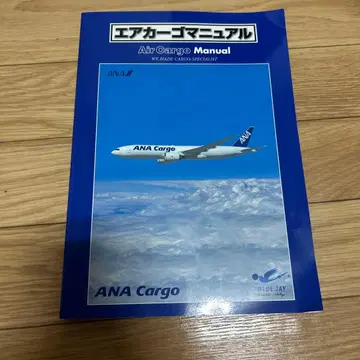 エアカーゴマニュアル
Air Cargo Manual
WE MADE CARGO SPECIALIST
ANA
ANA Cargo
ANA Cargo
BLUE JAY